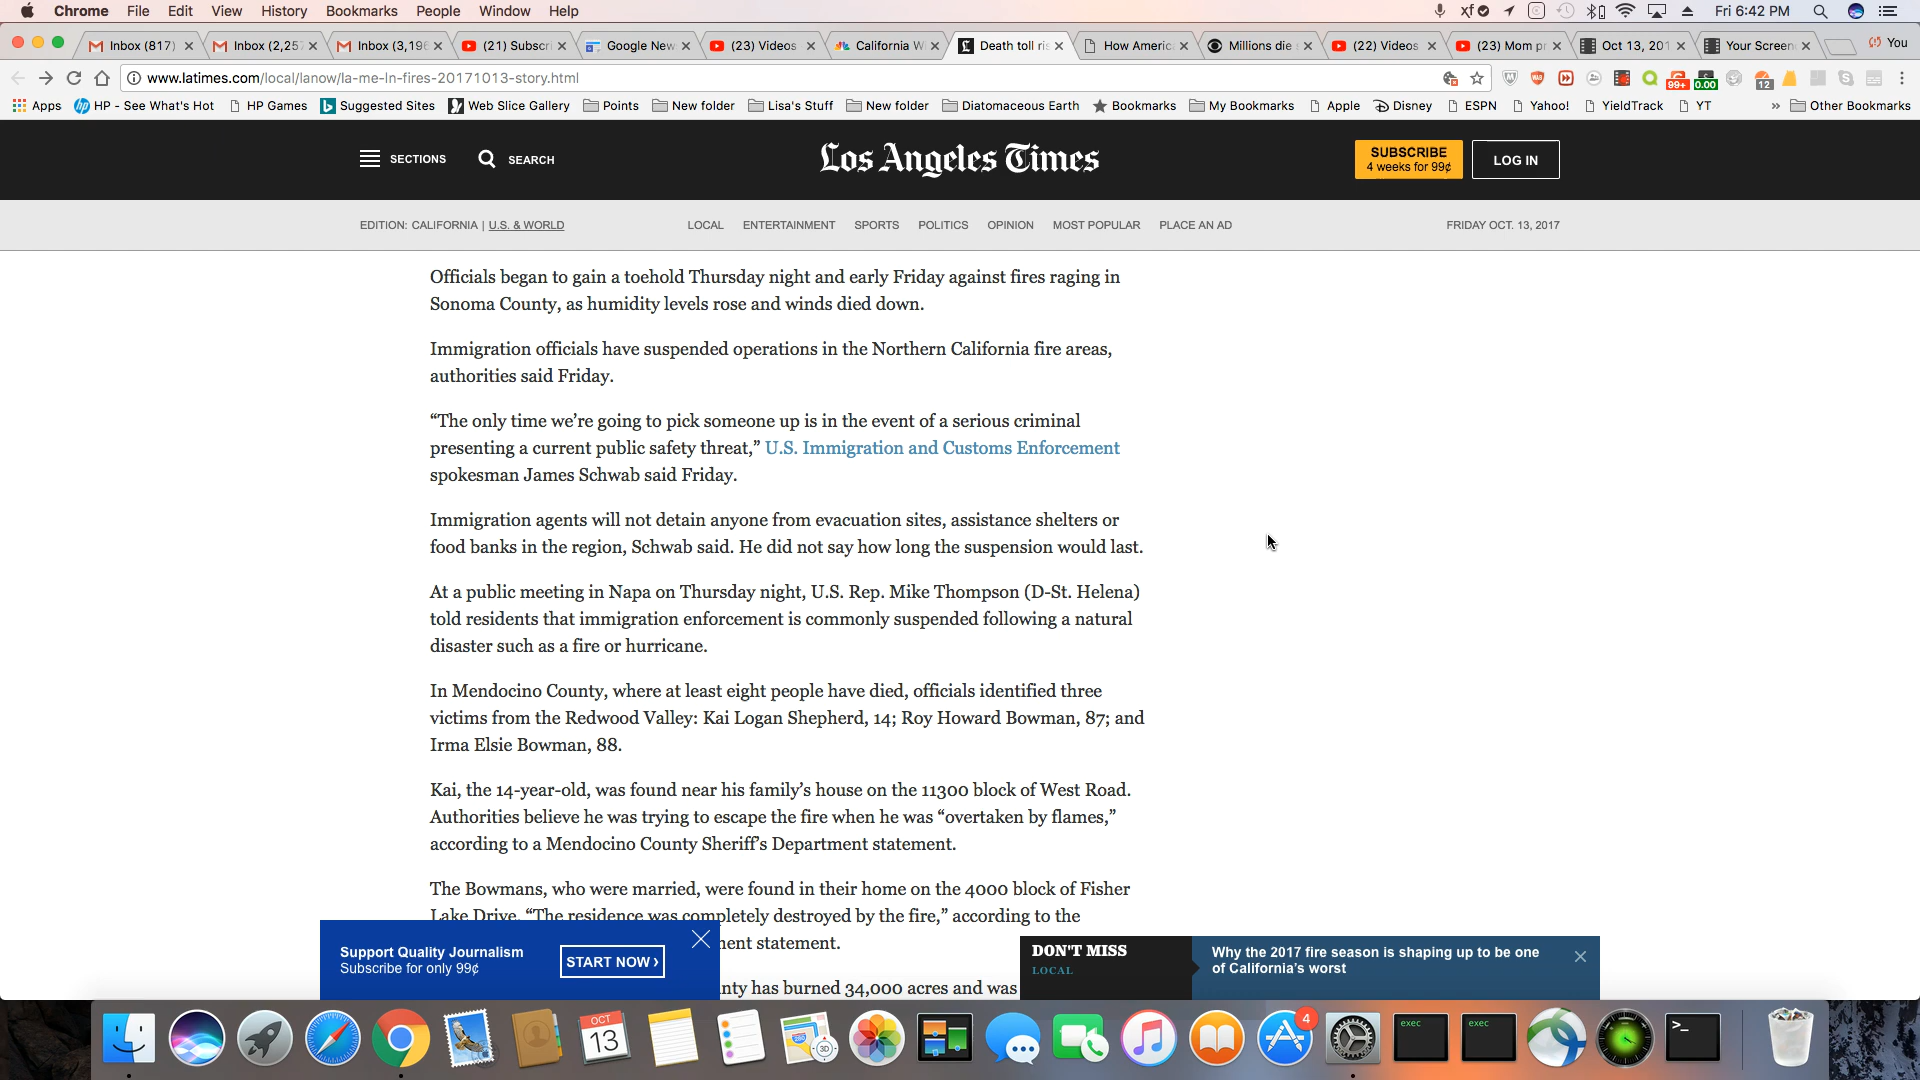 Chrome File Edit View History Bookmarks People Window Help
Fri 6:42 PM
Inbox (817)
Inbox (2,257
Inbox (3,196
(21) Subscri
Google New
(23) Videos
California Wi
Death toll ris
How Americ
Millions die
(22) Videos
(23) Mom pr
Oct 13, 201
Your Screen
You
www.latimes.com/local/lanow/la-me-ln-fires-20171013-story.html
99+
0.00
12
Apps
HP - See What's Hot
HP Games
Suggested Sites
Web Slice Gallery
Points
New folder
Lisa's Stuff
New folder
Diatomaceous Earth
Bookmarks
My Bookmarks
Apple
Disney
ESPN
Yahoo!
YieldTrack
YT
»
Other Bookmarks
SECTIONS
SEARCH
Los Angeles Times
SUBSCRIBE
4 weeks for 99¢
LOG IN
EDITION: CALIFORNIA | U.S. & WORLD
LOCAL ENTERTAINMENT SPORTS POLITICS OPINION MOST POPULAR PLACE AN AD
FRIDAY OCT. 13, 2017
Officials began to gain a toehold Thursday night and early Friday against fires raging in
Sonoma County, as humidity levels rose and winds died down.
Immigration officials have suspended operations in the Northern California fire areas,
authorities said Friday.
“The only time we’re going to pick someone up is in the event of a serious criminal
presenting a current public safety threat,” U.S. Immigration and Customs Enforcement
spokesman James Schwab said Friday.
Immigration agents will not detain anyone from evacuation sites, assistance shelters or
food banks in the region, Schwab said. He did not say how long the suspension would last.
At a public meeting in Napa on Thursday night, U.S. Rep. Mike Thompson (D-St. Helena)
told residents that immigration enforcement is commonly suspended following a natural
disaster such as a fire or hurricane.
In Mendocino County, where at least eight people have died, officials identified three
victims from the Redwood Valley: Kai Logan Shepherd, 14; Roy Howard Bowman, 87; and
Irma Elsie Bowman, 88.
Kai, the 14-year-old, was found near his family’s house on the 11300 block of West Road.
Authorities believe he was trying to escape the fire when he was “overtaken by flames,”
according to a Mendocino County Sheriff’s Department statement.
The Bowmans, who were married, were found in their home on the 4000 block of Fisher
Lake Drive. “The residence was completely destroyed by the fire,” according to the
ment statement.
nty has burned 34,000 acres and was
Support Quality Journalism
Subscribe for only 99¢
START NOW ›
DON'T MISS
LOCAL
Why the 2017 fire season is shaping up to be one
of California's worst
OCT
13
3D
4
exec
exec
>_